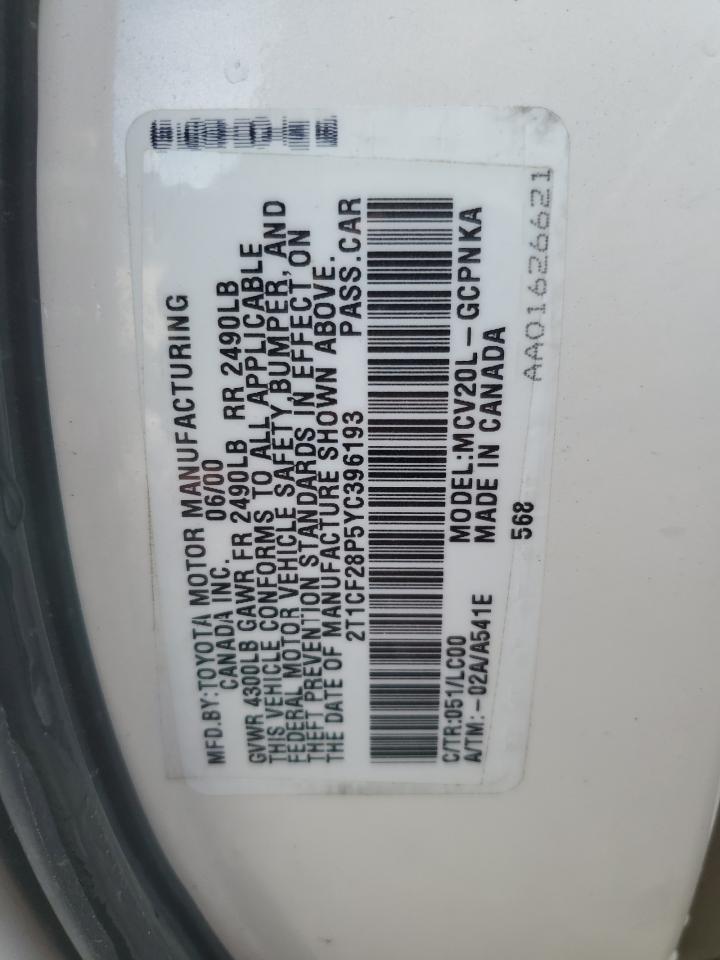 MFD.BY:TOYOTA MOTOR MANUFACTURING
CANADA INC. 06/00
GVWR 4300LB GAWR FR 2490LB RR 2490LB
THIS VEHICLE CONFORMS TO ALL APPLICABLE
FEDERAL MOTOR VEHICLE SAFETY,BUMPER, AND
THEFT PREVENTION STANDARDS IN EFFECT ON
THE DATE OF MANUFACTURE SHOWN ABOVE.
2T1CF28P5YC396193 PASS.CAR
C/TR:051/LC00 MODEL:MCV20L-GCPNKA
A/TM:-02A/A541E MADE IN CANADA
568
AA01626621